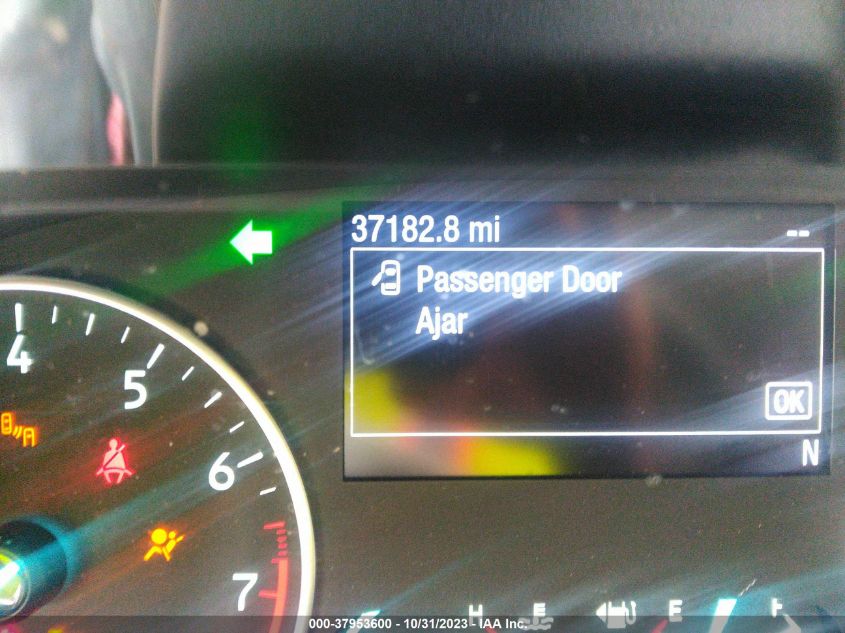 37182.8 mi --
Passenger Door
Ajar
OK
N
4
5
6
7
H E E F
000-37953600 - 10/31/2023 - IAA Inc.